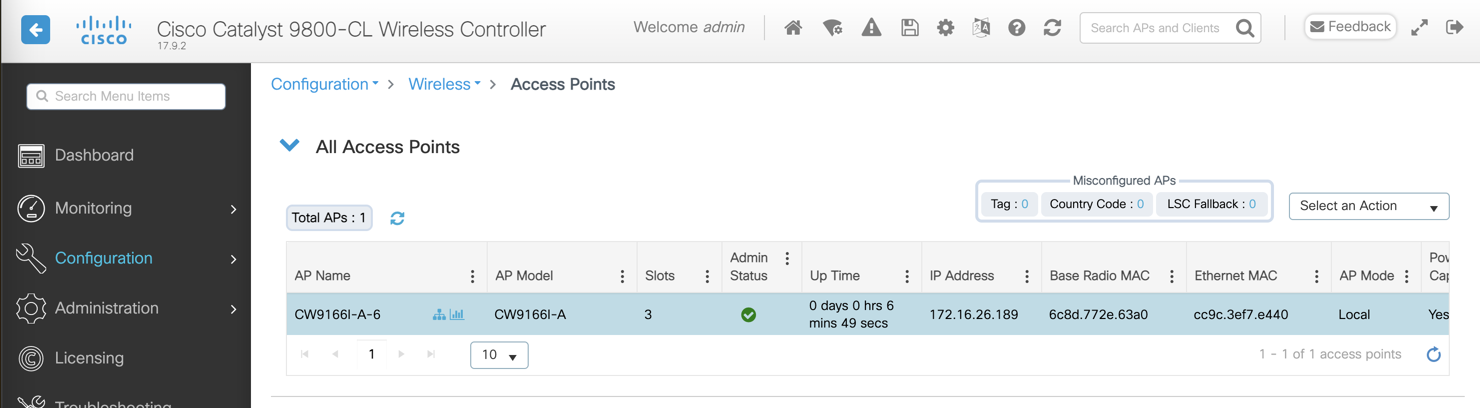 CISCO
Cisco Catalyst 9800-CL Wireless Controller
17.9.2
Welcome admin
Search APs and Clients
Feedback
Search Menu Items
Dashboard
Monitoring
Configuration
Administration
Licensing
Troubleshooting
Configuration > Wireless > Access Points
All Access Points
Total APs : 1
Misconfigured APs
Tag : 0 Country Code : 0 LSC Fallback : 0
Select an Action
AP Name AP Model Slots Admin Status Up Time IP Address Base Radio MAC Ethernet MAC AP Mode Pow Cap
CW9166I-A-6 CW9166I-A 3 0 days 0 hrs 6 mins 49 secs 172.16.26.189 6c8d.772e.63a0 cc9c.3ef7.e440 Local Yes
1 10 1 - 1 of 1 access points